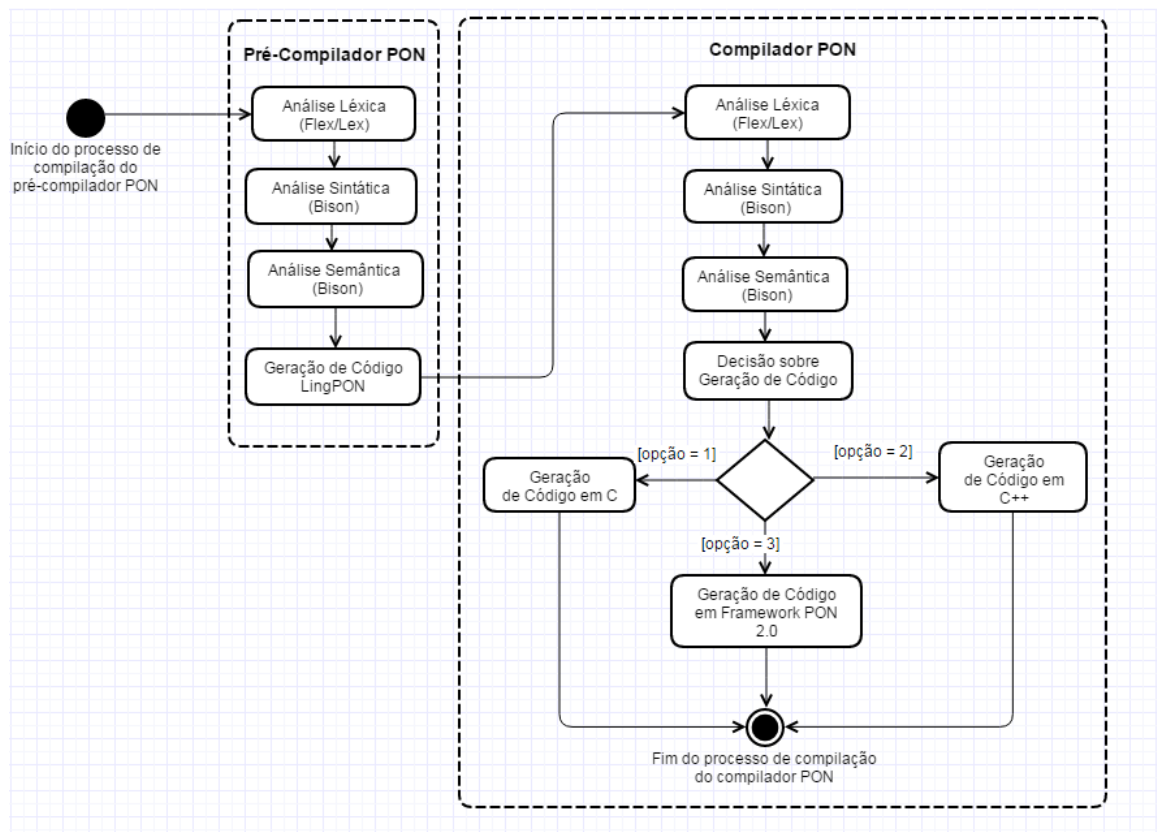 Pré-Compilador PON
Análise Léxica
(Flex/Lex)
Início do processo de
compilação do
pré-compilador PON
Análise Sintática
(Bison)
Análise Semântica
(Bison)
Geração de Código
LingPON
Compilador PON
Análise Léxica
(Flex/Lex)
Análise Sintática
(Bison)
Análise Semântica
(Bison)
Decisão sobre
Geração de Código
[opção = 1]
[opção = 2]
Geração
de Código em C
Geração
de Código em
C++
[opção = 3]
Geração de Código
em Framework PON
2.0
Fim do processo de compilação
do compilador PON